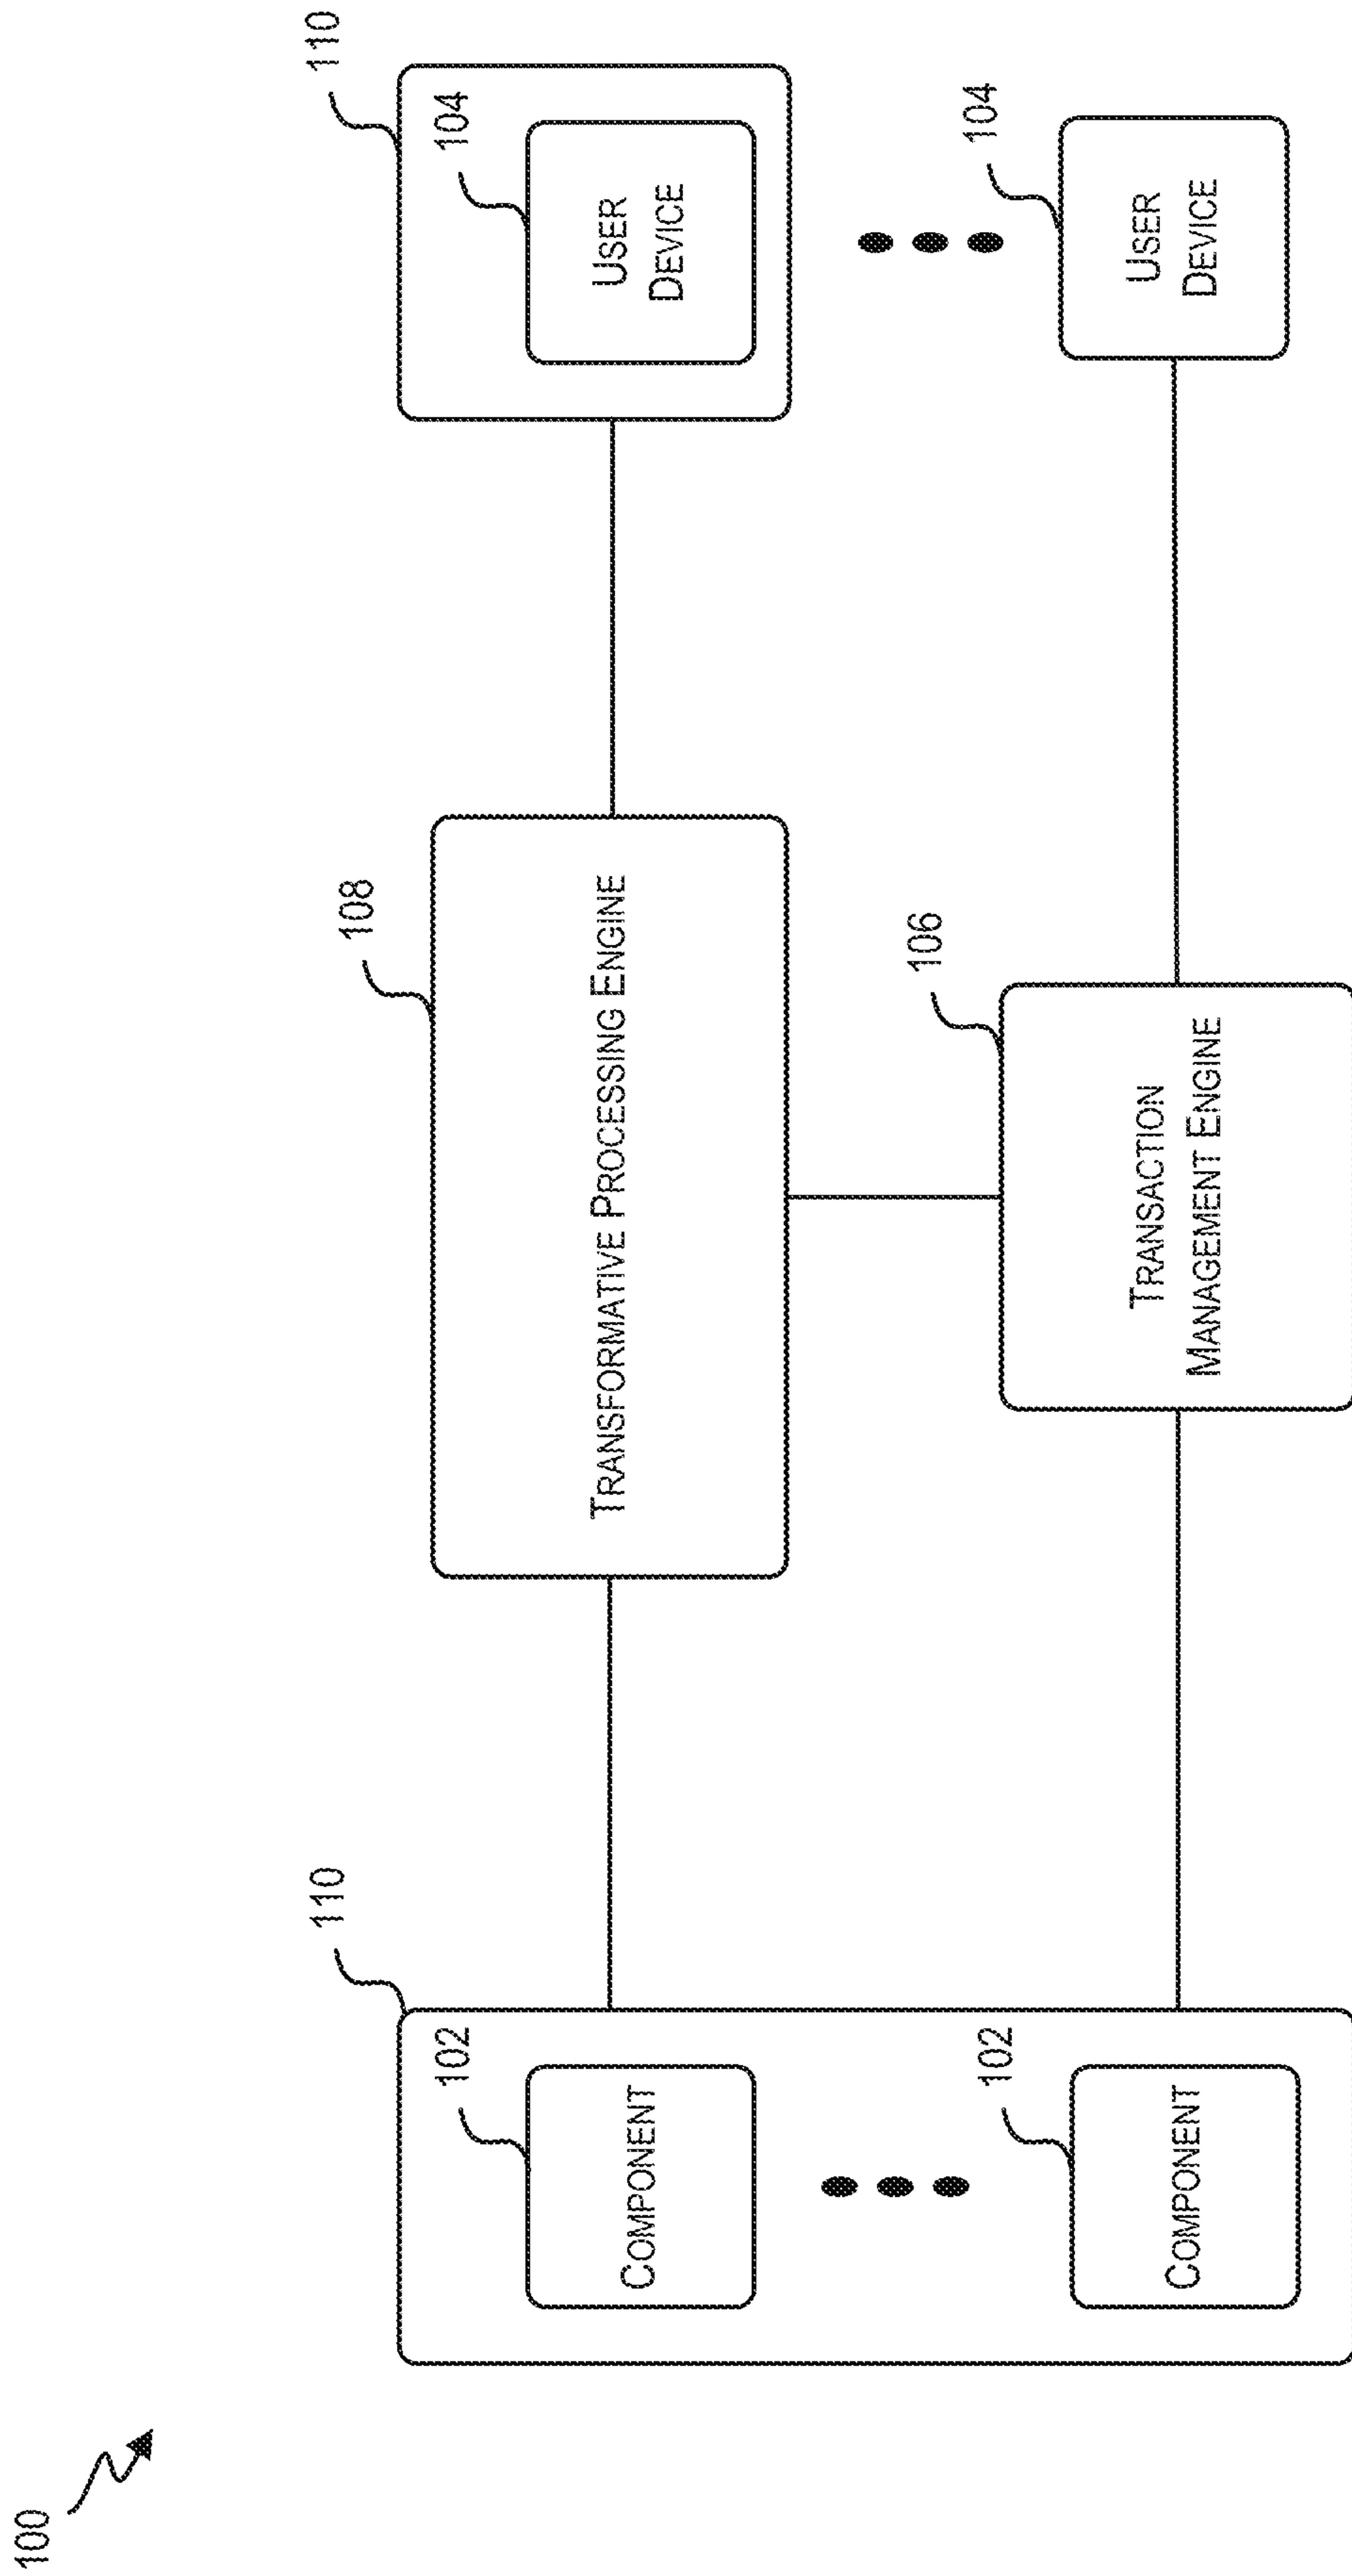 100
110
102
COMPONENT
102
COMPONENT
108
TRANSFORMATIVE PROCESSING ENGINE
106
TRANSACTION
MANAGEMENT ENGINE
110
104
USER
DEVICE
104
USER
DEVICE